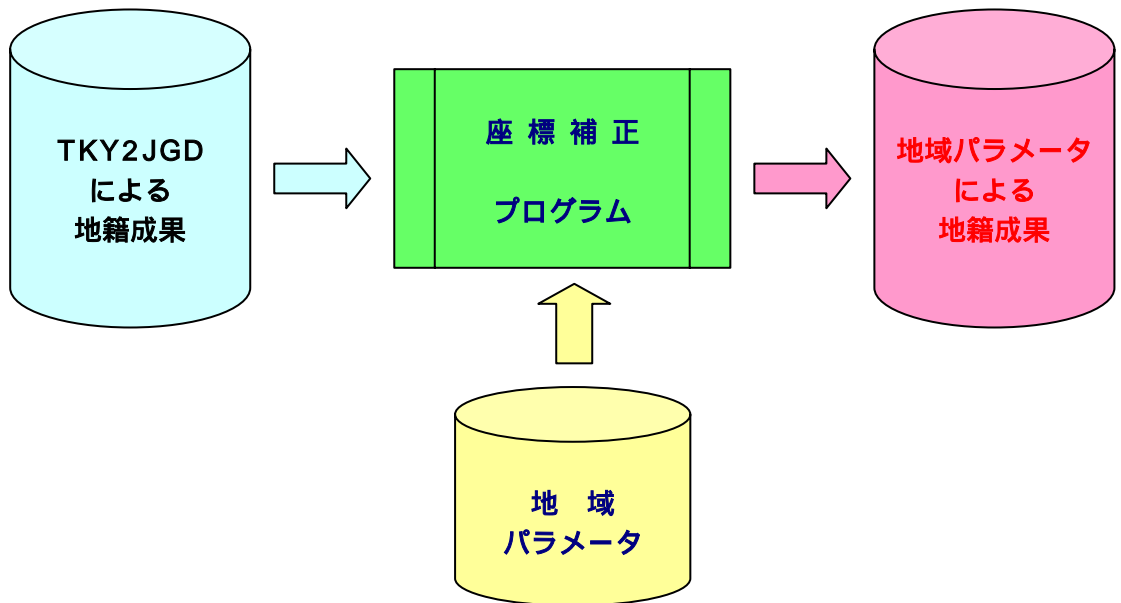 TKY2JGD
による
地籍成果
座 標 補 正
プログラム
地域パラメータ
による
地籍成果
地　域
パラメータ